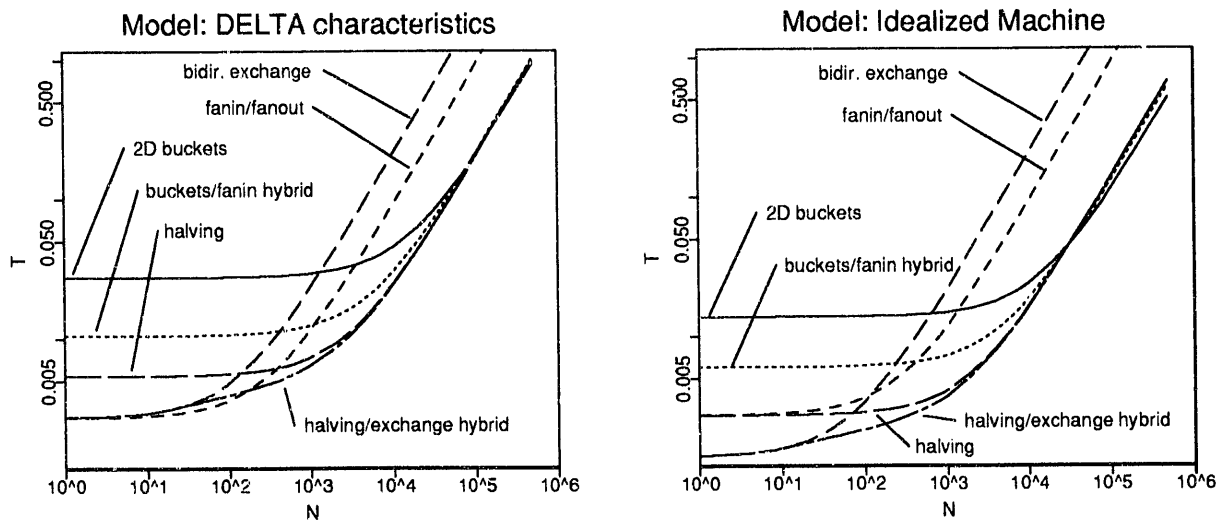 Model: DELTA characteristics
bidir. exchange
fanin/fanout
2D buckets
buckets/fanin hybrid
halving
halving/exchange hybrid
T
0.500
0.050
0.005
10^0 10^1 10^2 10^3 10^4 10^5 10^6
N
Model: Idealized Machine
bidir. exchange
fanin/fanout
2D buckets
buckets/fanin hybrid
halving/exchange hybrid
halving
T
0.500
0.050
0.005
10^0 10^1 10^2 10^3 10^4 10^5 10^6
N